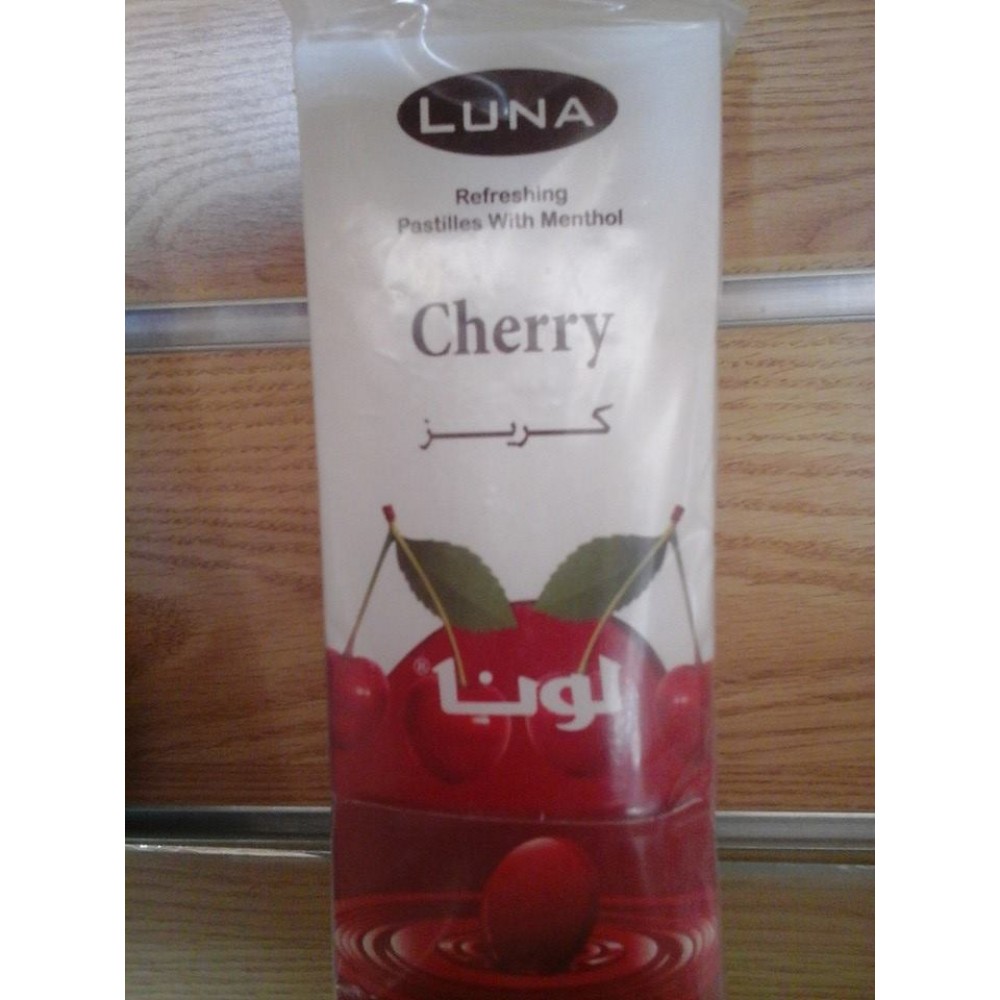 LUNA
Refreshing
Pastilles With Menthol
Cherry
كريز
لونا®